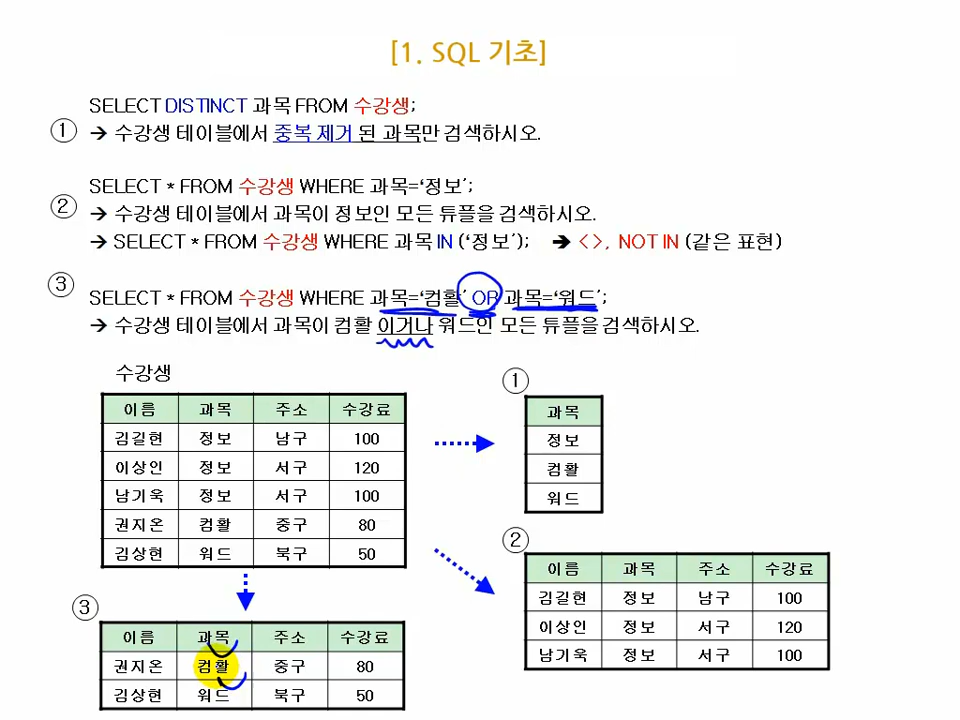 [1. SQL 기초]
SELECT DISTINCT 과목 FROM 수강생;
① → 수강생 테이블에서 중복 제거 된 과목만 검색하시오.
SELECT * FROM 수강생 WHERE 과목=‘정보’;
② → 수강생 테이블에서 과목이 정보인 모든 튜플을 검색하시오.
→ SELECT * FROM 수강생 WHERE 과목 IN (‘정보’); → <>, NOT IN (같은 표현)
③ SELECT * FROM 수강생 WHERE 과목=‘컴활’ OR 과목=‘워드’;
→ 수강생 테이블에서 과목이 컴활 이거나 워드인 모든 튜플을 검색하시오.
수강생
이름 과목 주소 수강료
김길현 정보 남구 100
이상인 정보 서구 120
남기욱 정보 서구 100
권지온 컴활 중구 80
김상현 워드 북구 50
①
과목
정보
컴활
워드
②
이름 과목 주소 수강료
김길현 정보 남구 100
이상인 정보 서구 120
남기욱 정보 서구 100
③
이름 과목 주소 수강료
권지온 컴활 중구 80
김상현 워드 북구 50